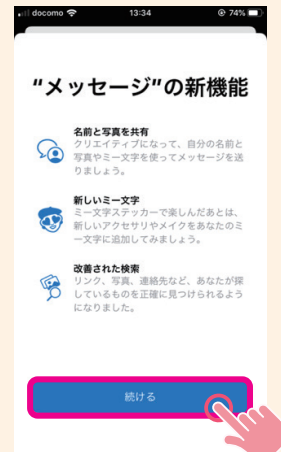 docomo 13:34 74%
“メッセージ”の新機能
名前と写真を共有
クリエイティブになって、自分の名前と
写真やミー文字を使ってメッセージを送
りましょう。
新しいミー文字
ミー文字ステッカーで楽しんだあとは、
新しいアクセサリやメイクをあなたのミ
ー文字に追加してみましょう。
改善された検索
リンク、写真、連絡先など、あなたが探
しているものを正確に見つけられるよう
になりました。
続ける